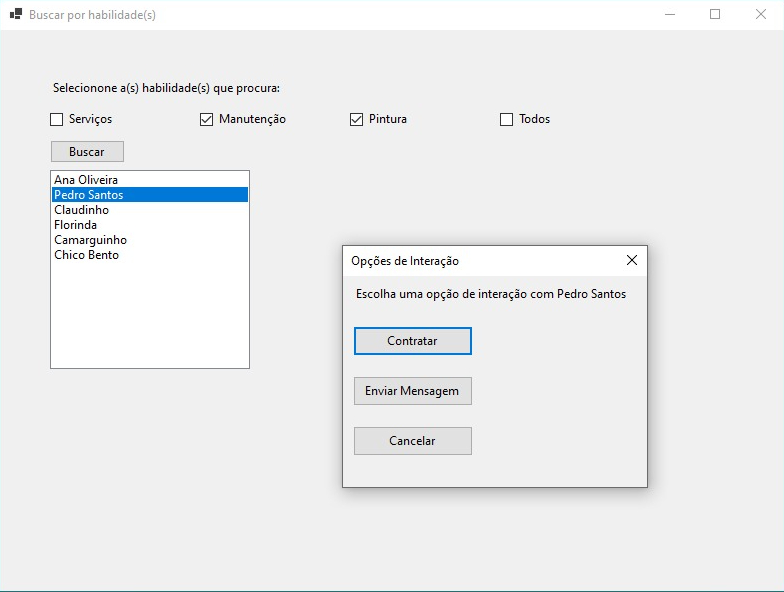 Buscar por habilidade(s)
Selecionone a(s) habilidade(s) que procura:
Serviços Manutenção Pintura Todos
Buscar
Ana Oliveira
Pedro Santos
Claudinho
Florinda
Camarguinho
Chico Bento
Opções de Interação
Escolha uma opção de interação com Pedro Santos
Contratar
Enviar Mensagem
Cancelar